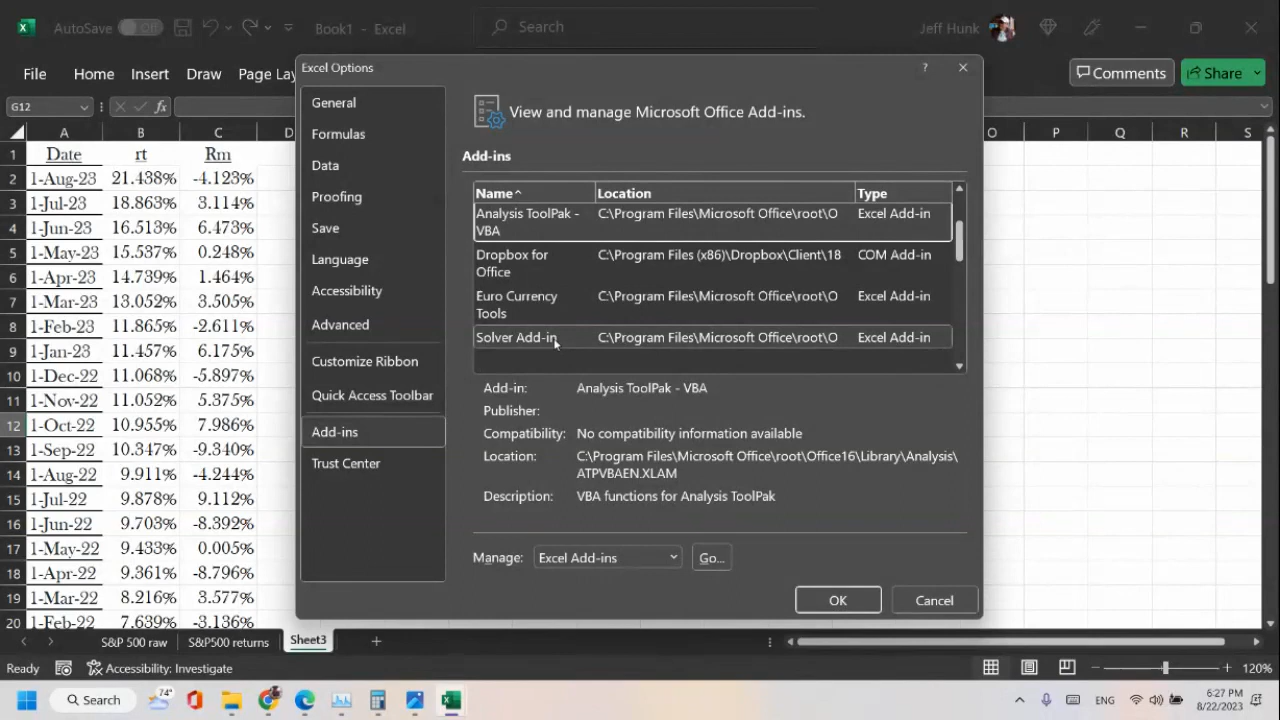 AutoSave Off Book1 - Excel Search Jeff Hunk
File Home Insert Draw Page Lay Comments Share
G12 fx
Excel Options
General
Formulas
Data
Proofing
Save
Language
Accessibility
Advanced
Customize Ribbon
Quick Access Toolbar
Add-ins
Trust Center
View and manage Microsoft Office Add-ins.
Add-ins
Name Location Type
Analysis ToolPak - VBA C:\Program Files\Microsoft Office\root\O Excel Add-in
Dropbox for Office C:\Program Files (x86)\Dropbox\Client\18 COM Add-in
Euro Currency Tools C:\Program Files\Microsoft Office\root\O Excel Add-in
Solver Add-in C:\Program Files\Microsoft Office\root\O Excel Add-in
Add-in: Analysis ToolPak - VBA
Publisher:
Compatibility: No compatibility information available
Location: C:\Program Files\Microsoft Office\root\Office16\Library\Analysis\
ATPVBAEN.XLAM
Description: VBA functions for Analysis ToolPak
Manage: Excel Add-ins Go...
OK Cancel
A B C D O P Q R S
1 Date rt Rm
2 1-Aug-23 21.438% -4.123%
3 1-Jul-23 18.863% 3.114%
4 1-Jun-23 16.513% 6.473%
5 1-May-23 15.537% 0.248%
6 1-Apr-23 14.739% 1.464%
7 1-Mar-23 13.052% 3.505%
8 1-Feb-23 11.865% -2.611%
9 1-Jan-23 11.457% 6.175%
10 1-Dec-22 11.068% -5.897%
11 1-Nov-22 11.052% 5.375%
12 1-Oct-22 10.955% 7.986%
13 1-Sep-22 10.347% -9.340%
14 1-Aug-22 9.911% -4.244%
15 1-Jul-22 9.878% 9.112%
16 1-Jun-22 9.703% -8.392%
17 1-May-22 9.433% 0.005%
18 1-Apr-22 9.361% -8.796%
19 1-Mar-22 8.216% 3.577%
20 1-Feb-22 7.639% -3.136%
S&P 500 raw S&P500 returns Sheet3
Ready Accessibility: Investigate 120%
Search 74° ENG 6:27 PM
8/22/2023